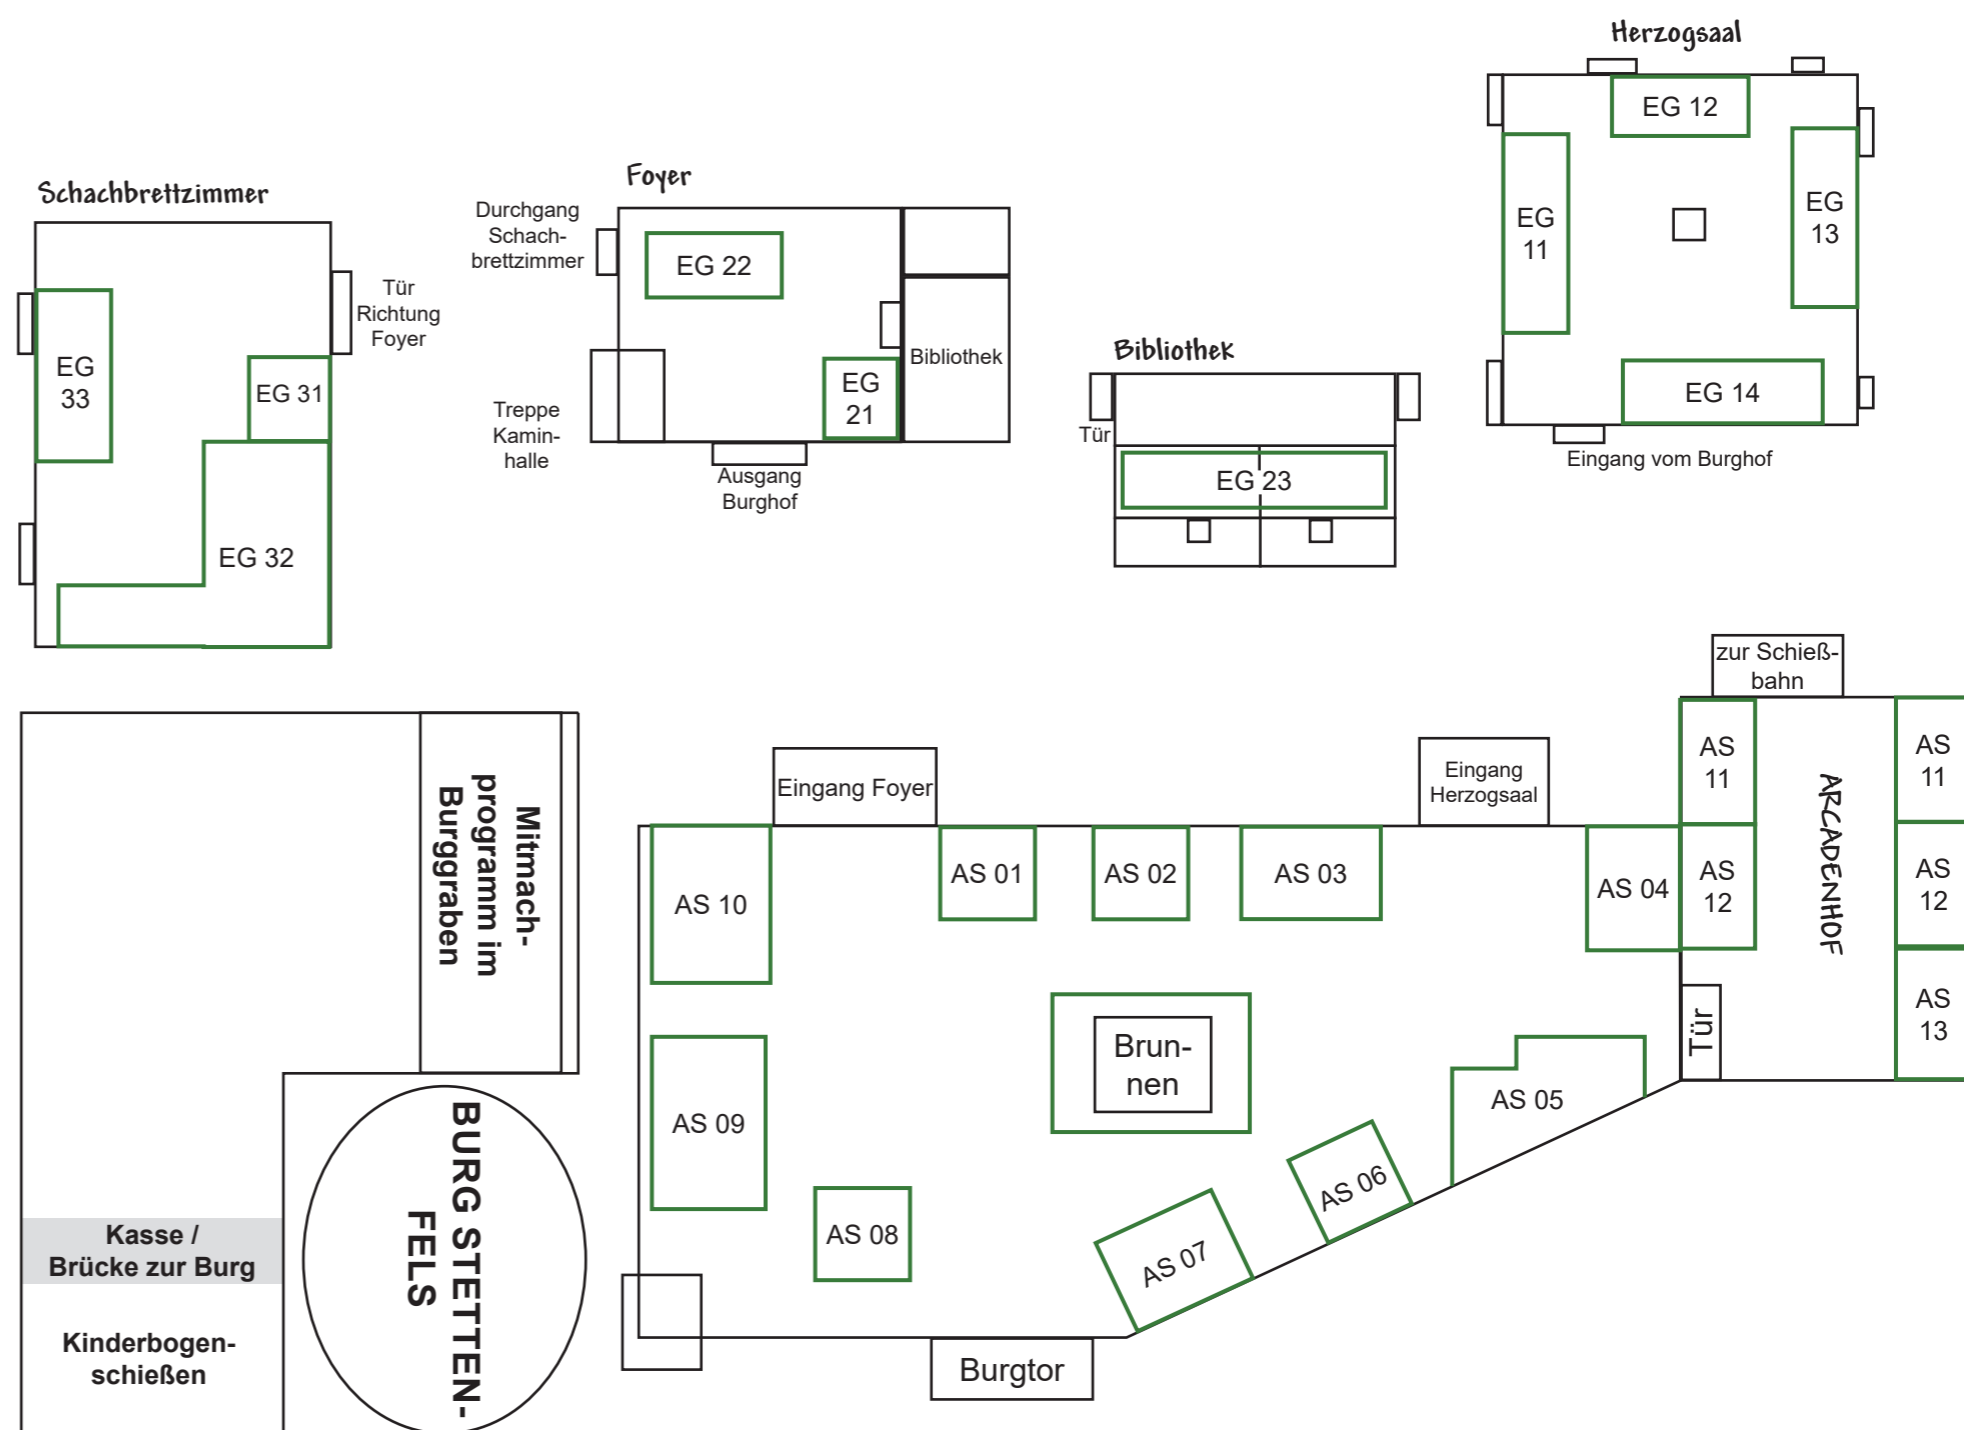 Herzogsaal
EG 12
EG
11
EG
13
EG 14
Eingang vom Burghof
Schachbrettzimmer
Tür
Richtung
Foyer
EG
33
EG 31
EG 32
Foyer
Durchgang
Schach-
brettzimmer
EG 22
Bibliothek
EG
21
Treppe
Kamin-
halle
Ausgang
Burghof
Bibliothek
Tür
EG 23
zur Schieß-
bahn
AS
11
AS
12
ARCADENHOF
AS
11
AS
12
AS
13
Tür
Mitmach-
programm im
Burggraben
Eingang Foyer
Eingang
Herzogsaal
AS 10
AS 01
AS 02
AS 03
AS 04
Brun-
nen
AS 09
AS 05
AS 06
AS 07
AS 08
BURG STETTEN-
FELS
Kasse /
Brücke zur Burg
Kinderbogen-
schießen
Burgtor